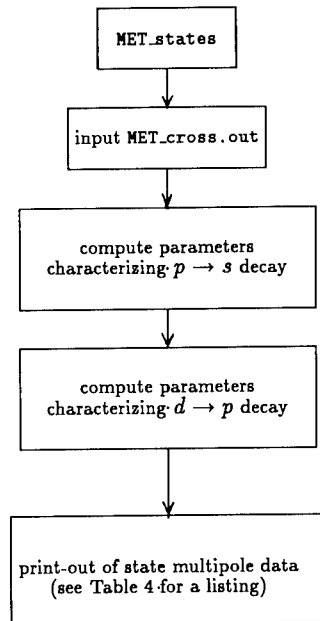 MET_states
input MET_cross.out
compute parameters
characterizing p → s decay
compute parameters
characterizing d → p decay
print-out of state multipole data
(see Table 4 for a listing)